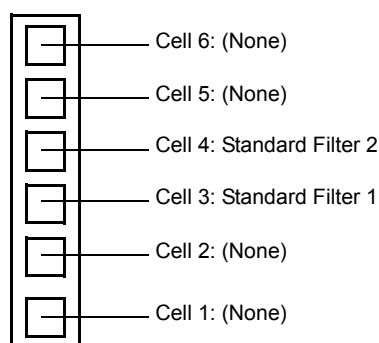 Cell 6: (None)
Cell 5: (None)
Cell 4: Standard Filter 2
Cell 3: Standard Filter 1
Cell 2: (None)
Cell 1: (None)